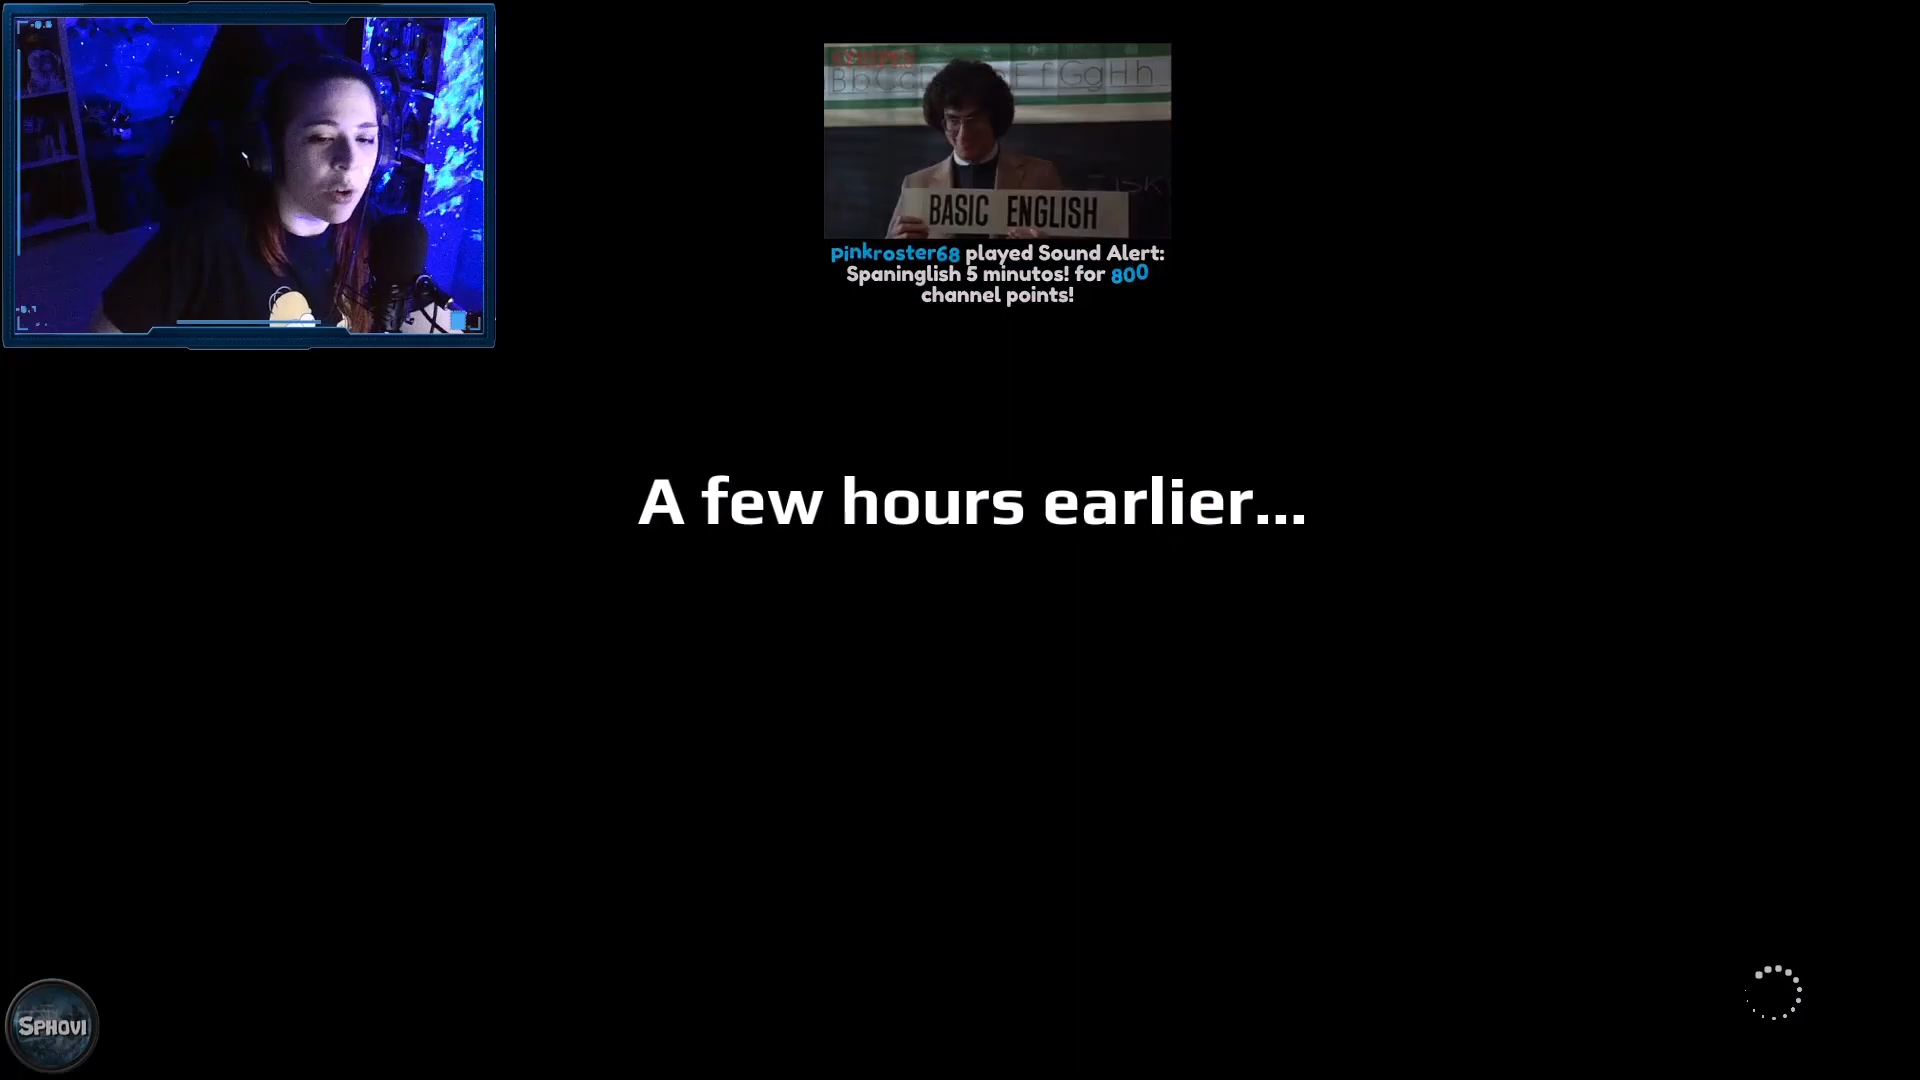 BASIC ENGLISH
pinkroster68 played Sound Alert:
Spaninglish 5 minutos! for 800
channel points!
A few hours earlier...
SPHOVI